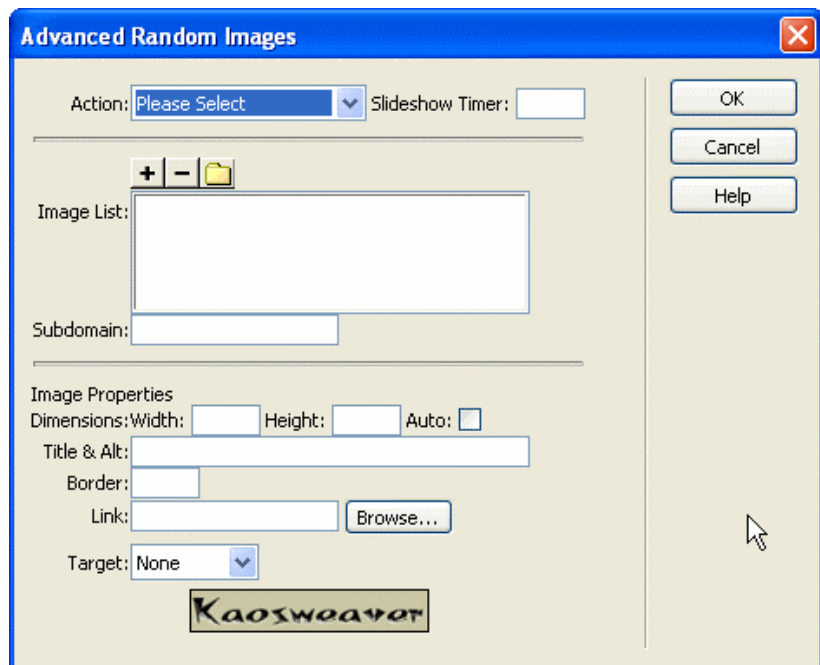 Advanced Random Images
Action: Please Select Slideshow Timer:
OK
Cancel
Help
Image List:
Subdomain:
Image Properties
Dimensions:Width: Height: Auto:
Title & Alt:
Border:
Link: Browse...
Target: None
Kaosweaver